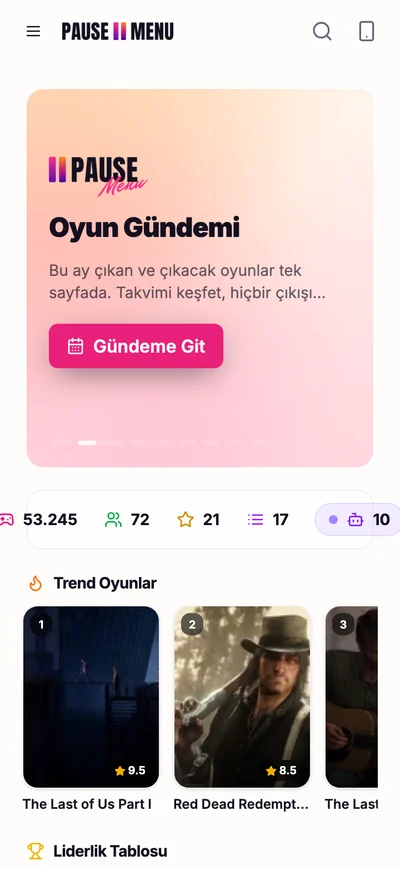 PAUSE MENU
PAUSE
Menu
Oyun Gündemi
Bu ay çıkan ve çıkacak oyunlar tek
sayfada. Takvimi keşfet, hiçbir çıkışı...
Gündeme Git
53.245 72 21 17 10
Trend Oyunlar
1 2 3
9.5 8.5
The Last of Us Part I Red Dead Redempt... The Last
Liderlik Tablosu